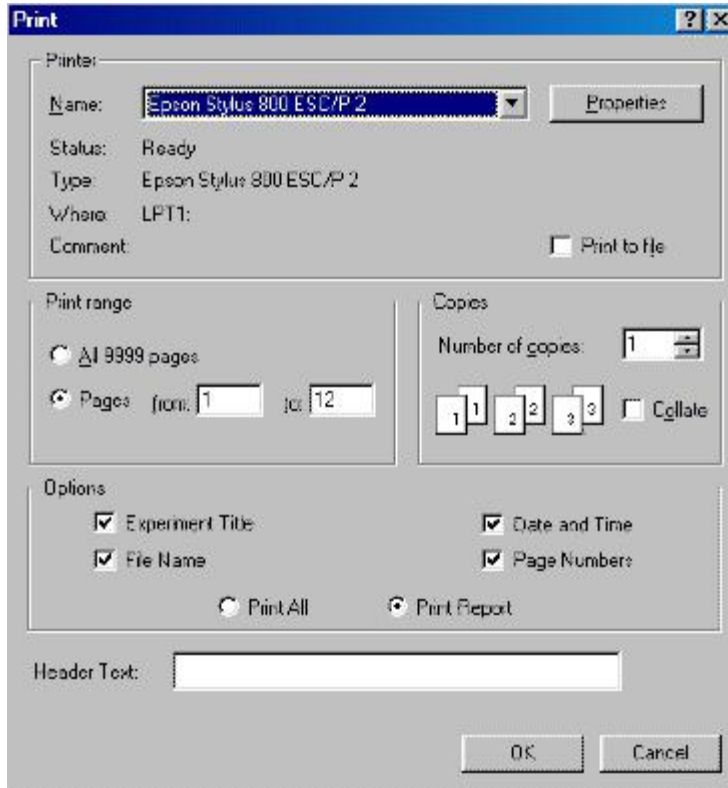 Print
Printer
Name: Epson Stylus 800 ESC/P 2 Properties
Status: Ready
Type: Epson Stylus 800 ESC/P 2
Where: LPT1:
Comment: Print to file
Print range
All 9999 pages
Pages from: 1 to: 12
Copies
Number of copies: 1
1 1 2 2 3 3 Collate
Options
Experiment Title Date and Time
File Name Page Numbers
Print All Print Report
Header Text:
OK Cancel